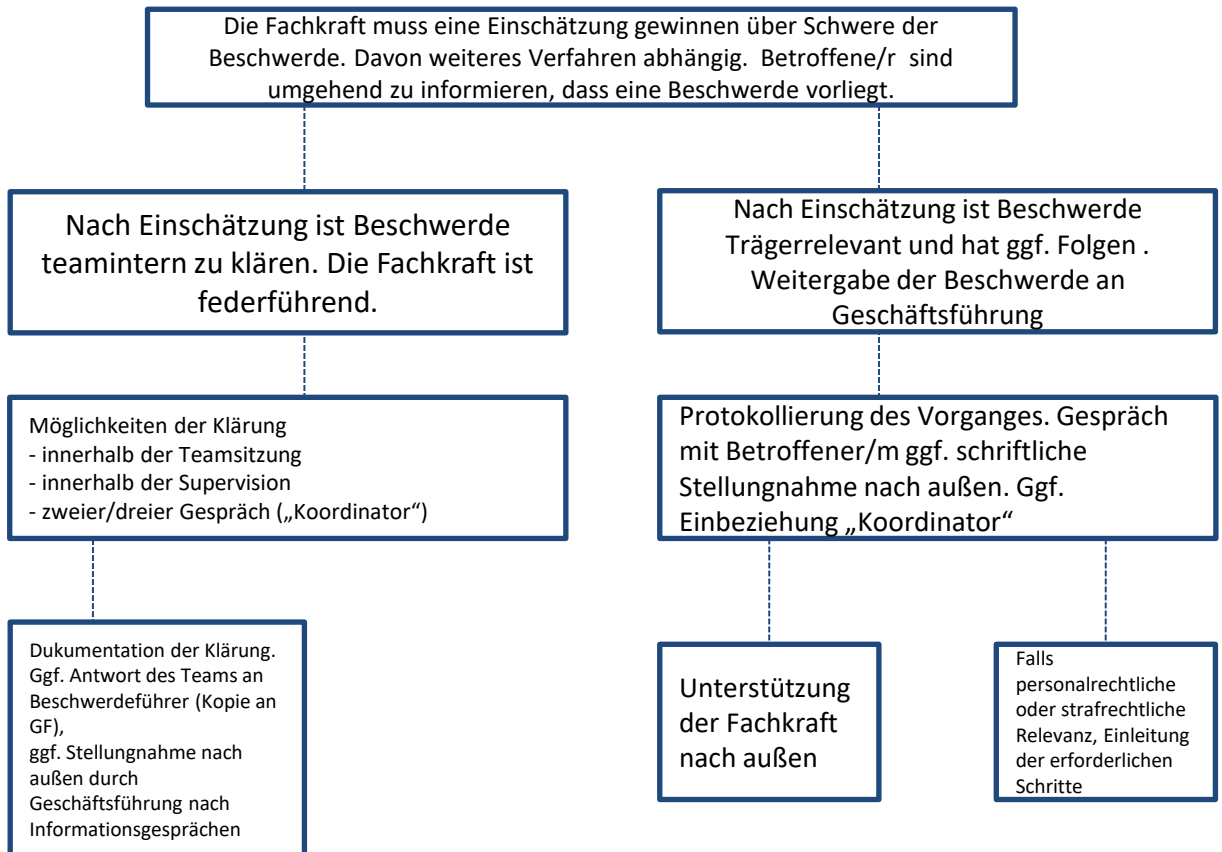 Die Fachkraft muss eine Einschätzung gewinnen über Schwere der
Beschwerde. Davon weiteres Verfahren abhängig.  Betroffene/r  sind
umgehend zu informieren, dass eine Beschwerde vorliegt.
Nach Einschätzung ist Beschwerde
teamintern zu klären. Die Fachkraft ist
federführend.
Nach Einschätzung ist Beschwerde
Trägerrelevant und hat ggf. Folgen .
Weitergabe der Beschwerde an
Geschäftsführung
Möglichkeiten der Klärung
- innerhalb der Teamsitzung
- innerhalb der Supervision
- zweier/dreier Gespräch („Koordinator“)
Protokollierung des Vorganges. Gespräch
mit Betroffener/m ggf. schriftliche
Stellungnahme nach außen. Ggf.
Einbeziehung „Koordinator“
Dukumentation der Klärung.
Ggf. Antwort des Teams an
Beschwerdeführer (Kopie an
GF),
ggf. Stellungnahme nach
außen durch
Geschäftsführung nach
Informationsgesprächen
Unterstützung
der Fachkraft
nach außen
Falls
personalrechtliche
oder strafrechtliche
Relevanz, Einleitung
der erforderlichen
Schritte